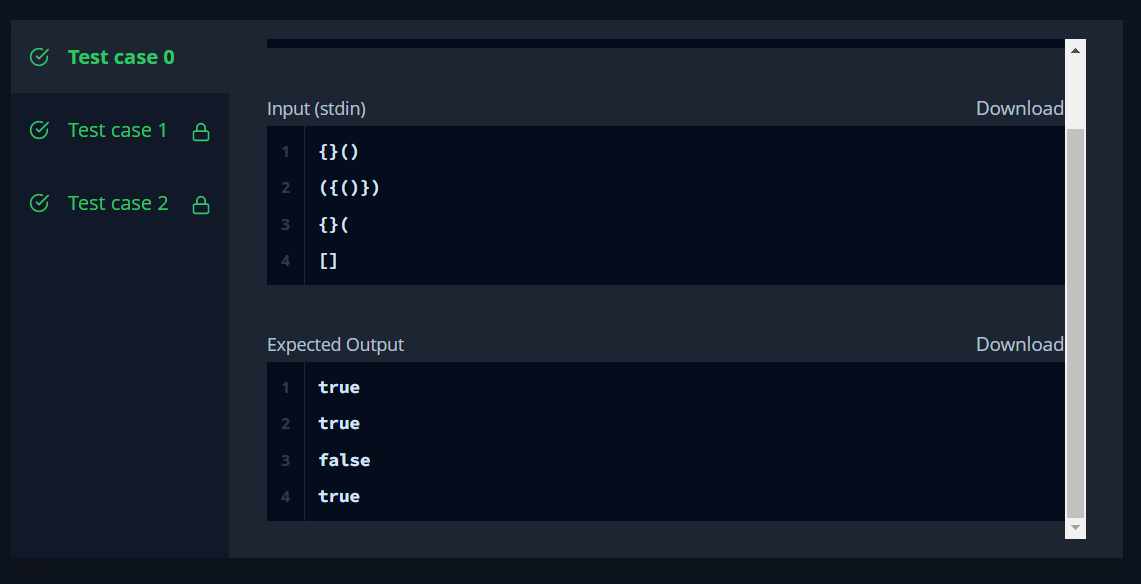 Test case 0
Test case 1
Test case 2
Input (stdin)
Download
1 {}()
2 ({()})
3 {}(
4 []
Expected Output
Download
1 true
2 true
3 false
4 true